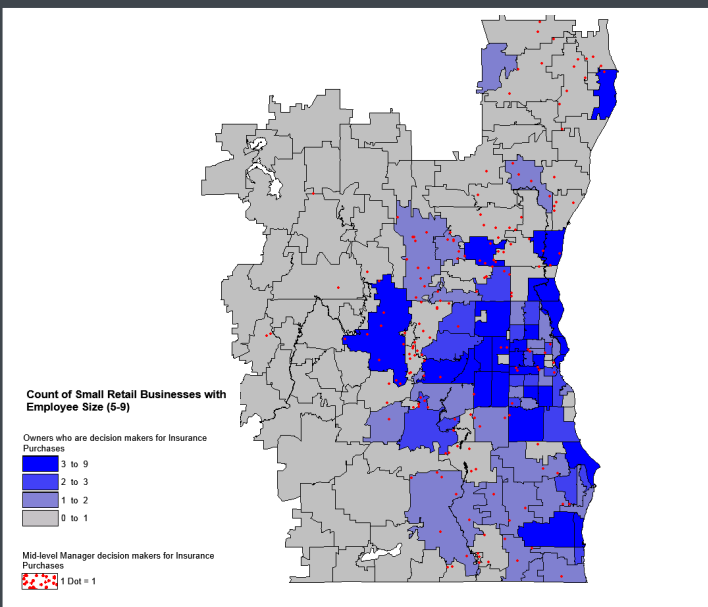 Count of Small Retail Businesses with
Employee Size (5-9)
Owners who are decision makers for Insurance
Purchases
3 to 9
2 to 3
1 to 2
0 to 1
Mid-level Manager decision makers for Insurance
Purchases
1 Dot = 1